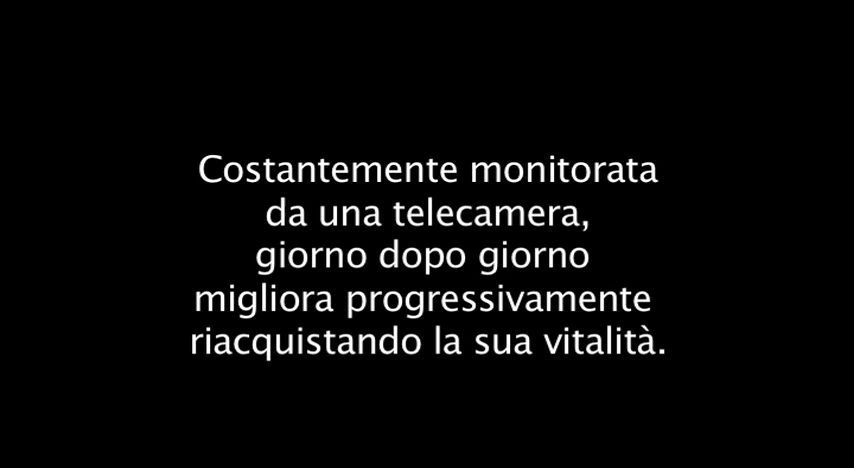 Costantemente monitorata
da una telecamera,
giorno dopo giorno
migliora progressivamente
riacquistando la sua vitalità.